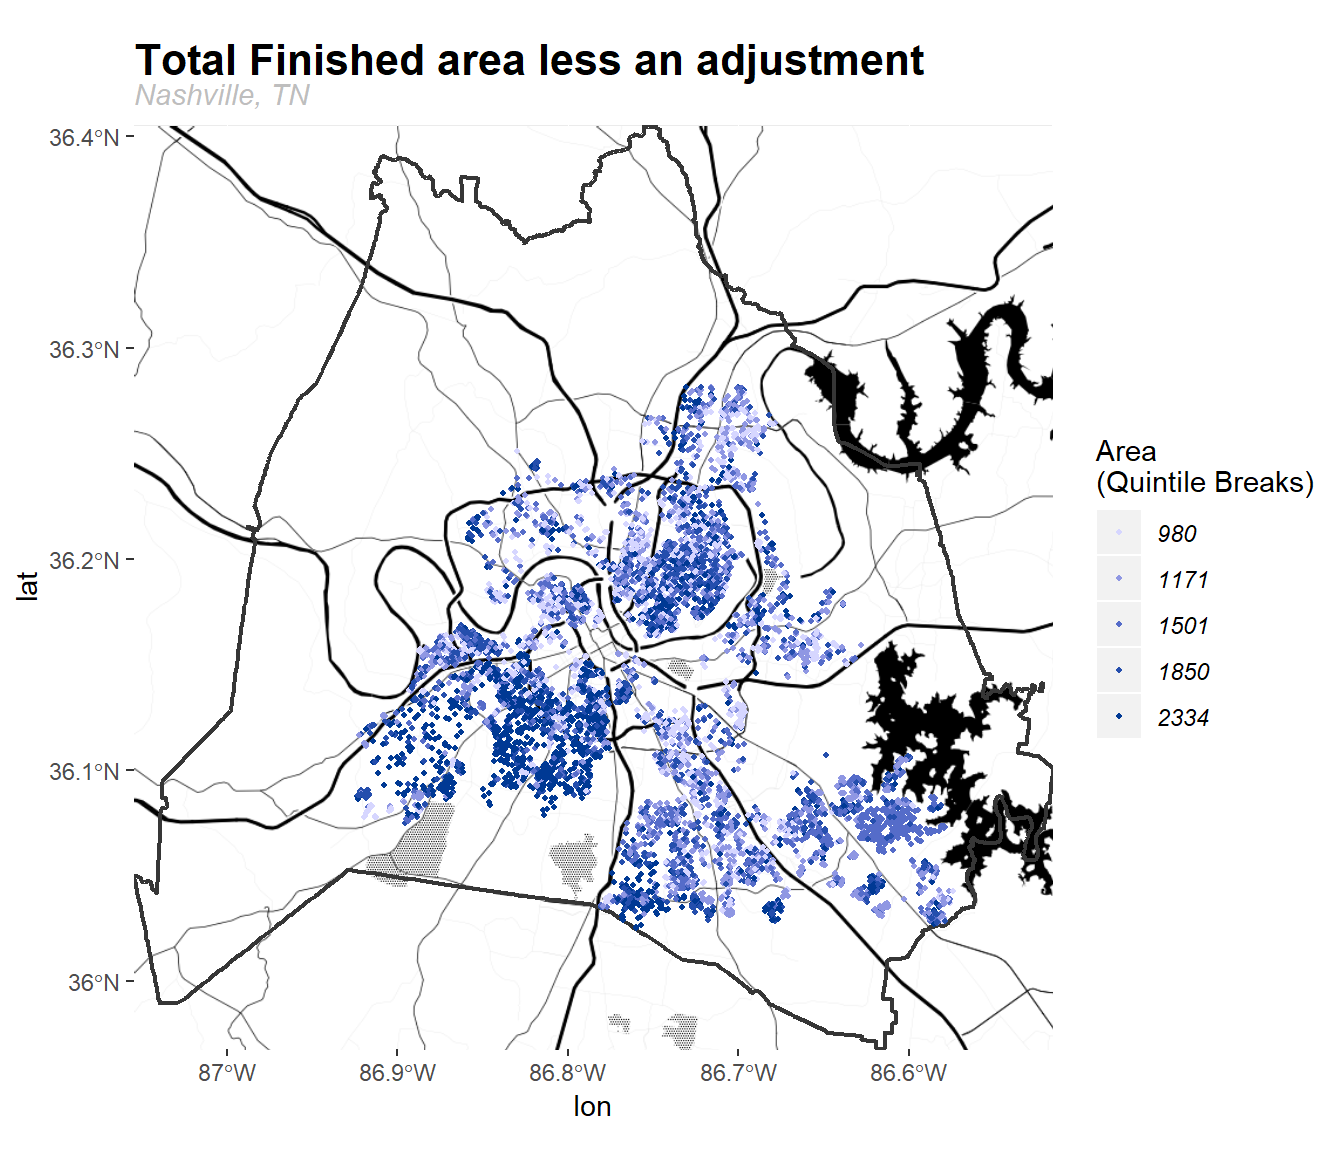 Total Finished area less an adjustment
Nashville, TN
36.4°N
36.3°N
36.2°N
36.1°N
36°N
lat
87°W
86.9°W
86.8°W
86.7°W
86.6°W
lon
Area
(Quintile Breaks)
980
1171
1501
1850
2334